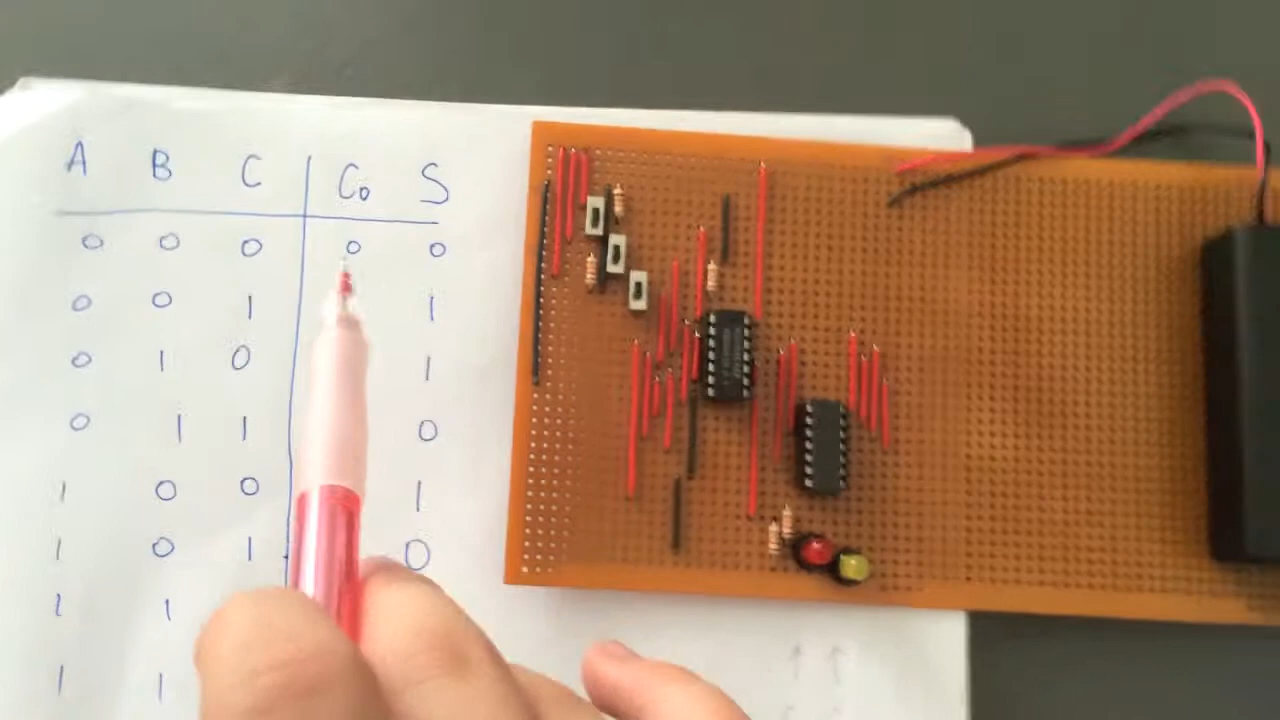 A B C Co S
0 0 0 0 0
0 0 1 1
0 1 0 1
0 1 1 0
1 0 0 1
1 0 1 0
1 1
1 1